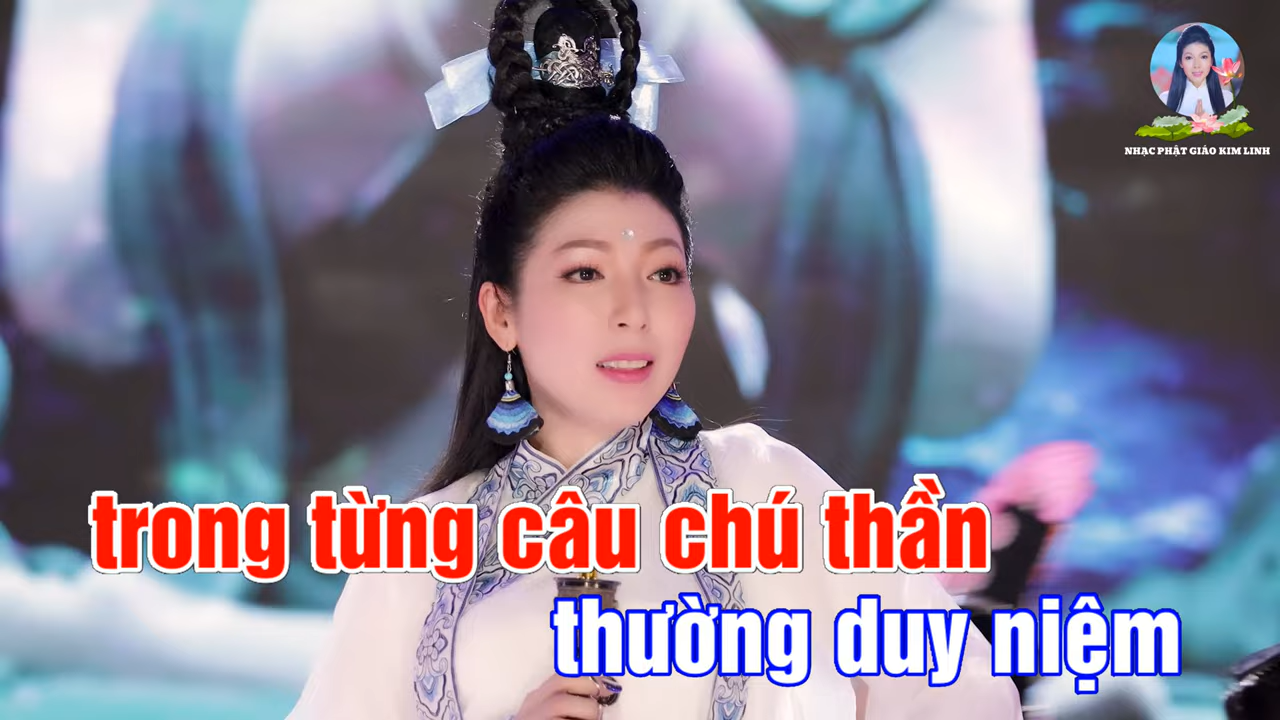 NHẠC PHẬT GIÁO KIM LINH
trong từng câu chú thần
thường duy niệm